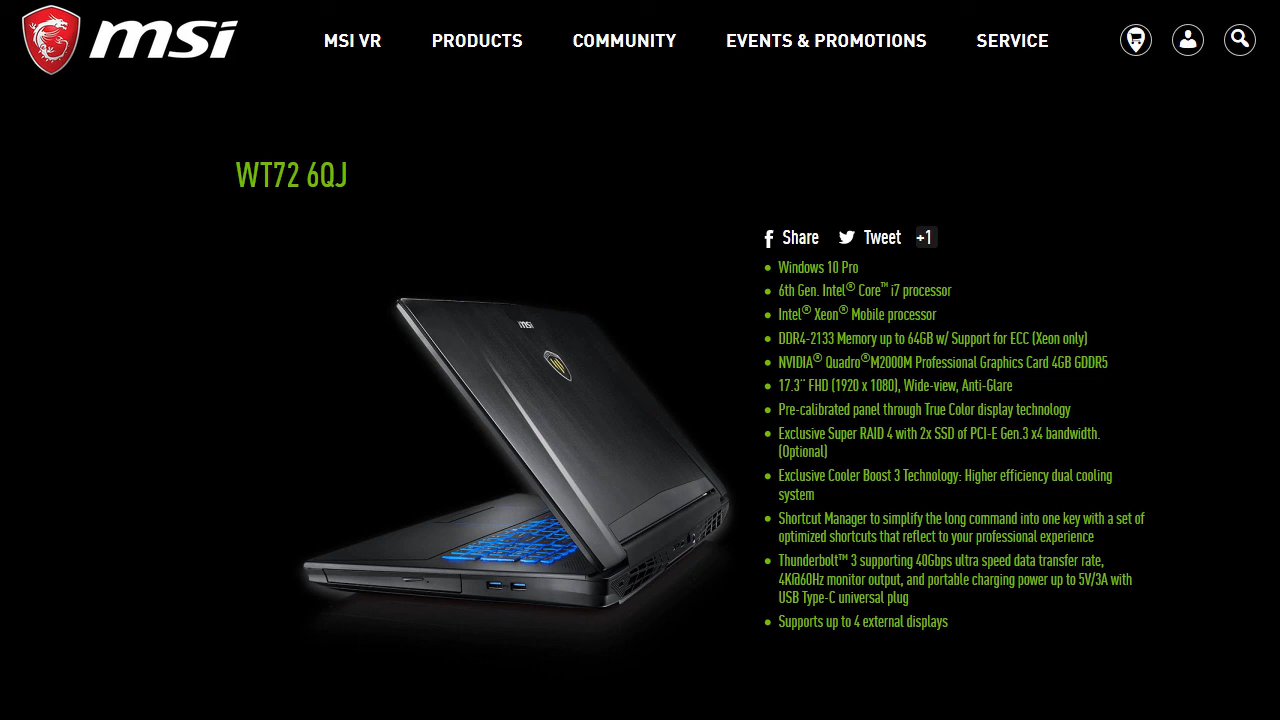 msi
MSI VR
PRODUCTS
COMMUNITY
EVENTS & PROMOTIONS
SERVICE
WT72 6QJ
Share
Tweet
+1
Windows 10 Pro
6th Gen. Intel® Core™ i7 processor
Intel® Xeon® Mobile processor
DDR4-2133 Memory up to 64GB w/ Support for ECC (Xeon only)
NVIDIA® Quadro®M2000M Professional Graphics Card 4GB GDDR5
17.3˝ FHD (1920 x 1080), Wide-view, Anti-Glare
Pre-calibrated panel through True Color display technology
Exclusive Super RAID 4 with 2x SSD of PCI-E Gen.3 x4 bandwidth.
(Optional)
Exclusive Cooler Boost 3 Technology: Higher efficiency dual cooling
system
Shortcut Manager to simplify the long command into one key with a set of
optimized shortcuts that reflect to your professional experience
Thunderbolt™ 3 supporting 40Gbps ultra speed data transfer rate,
4K@60Hz monitor output, and portable charging power up to 5V/3A with
USB Type-C universal plug
Supports up to 4 external displays
msi